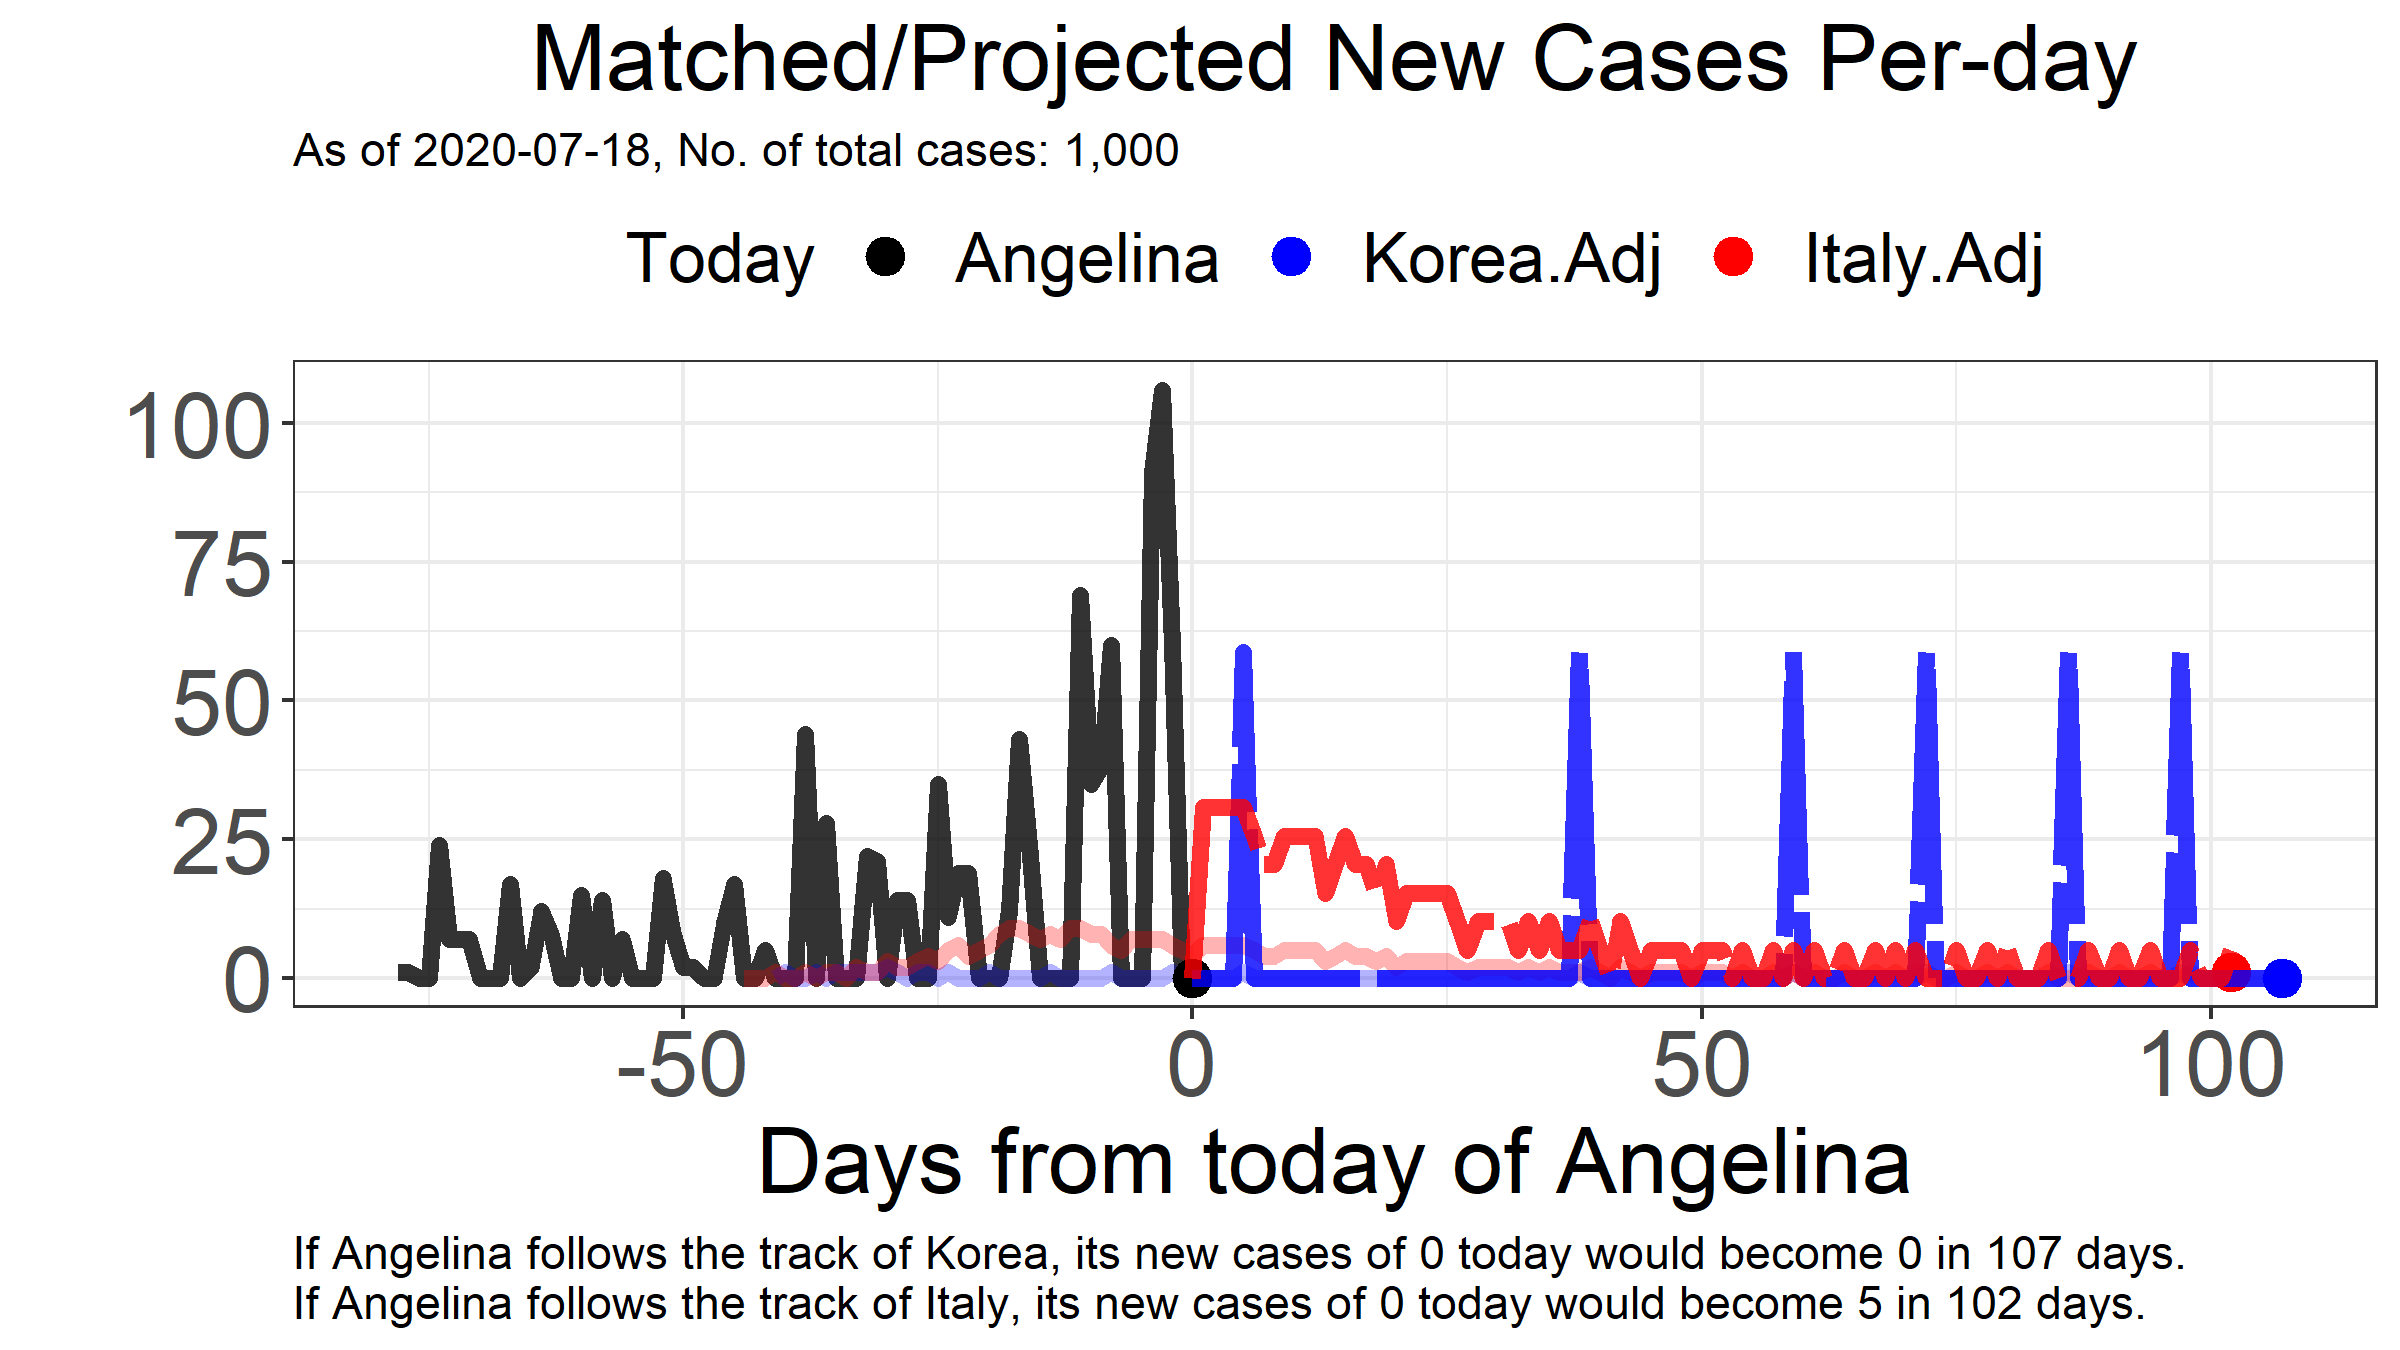 Matched/Projected New Cases Per-day
As of 2020-07-18, No. of total cases: 1,000
Today Angelina Korea.Adj Italy.Adj
100
75
50
25
0
-50 0 50 100
Days from today of Angelina
If Angelina follows the track of Korea, its new cases of 0 today would become 0 in 107 days.
If Angelina follows the track of Italy, its new cases of 0 today would become 5 in 102 days.